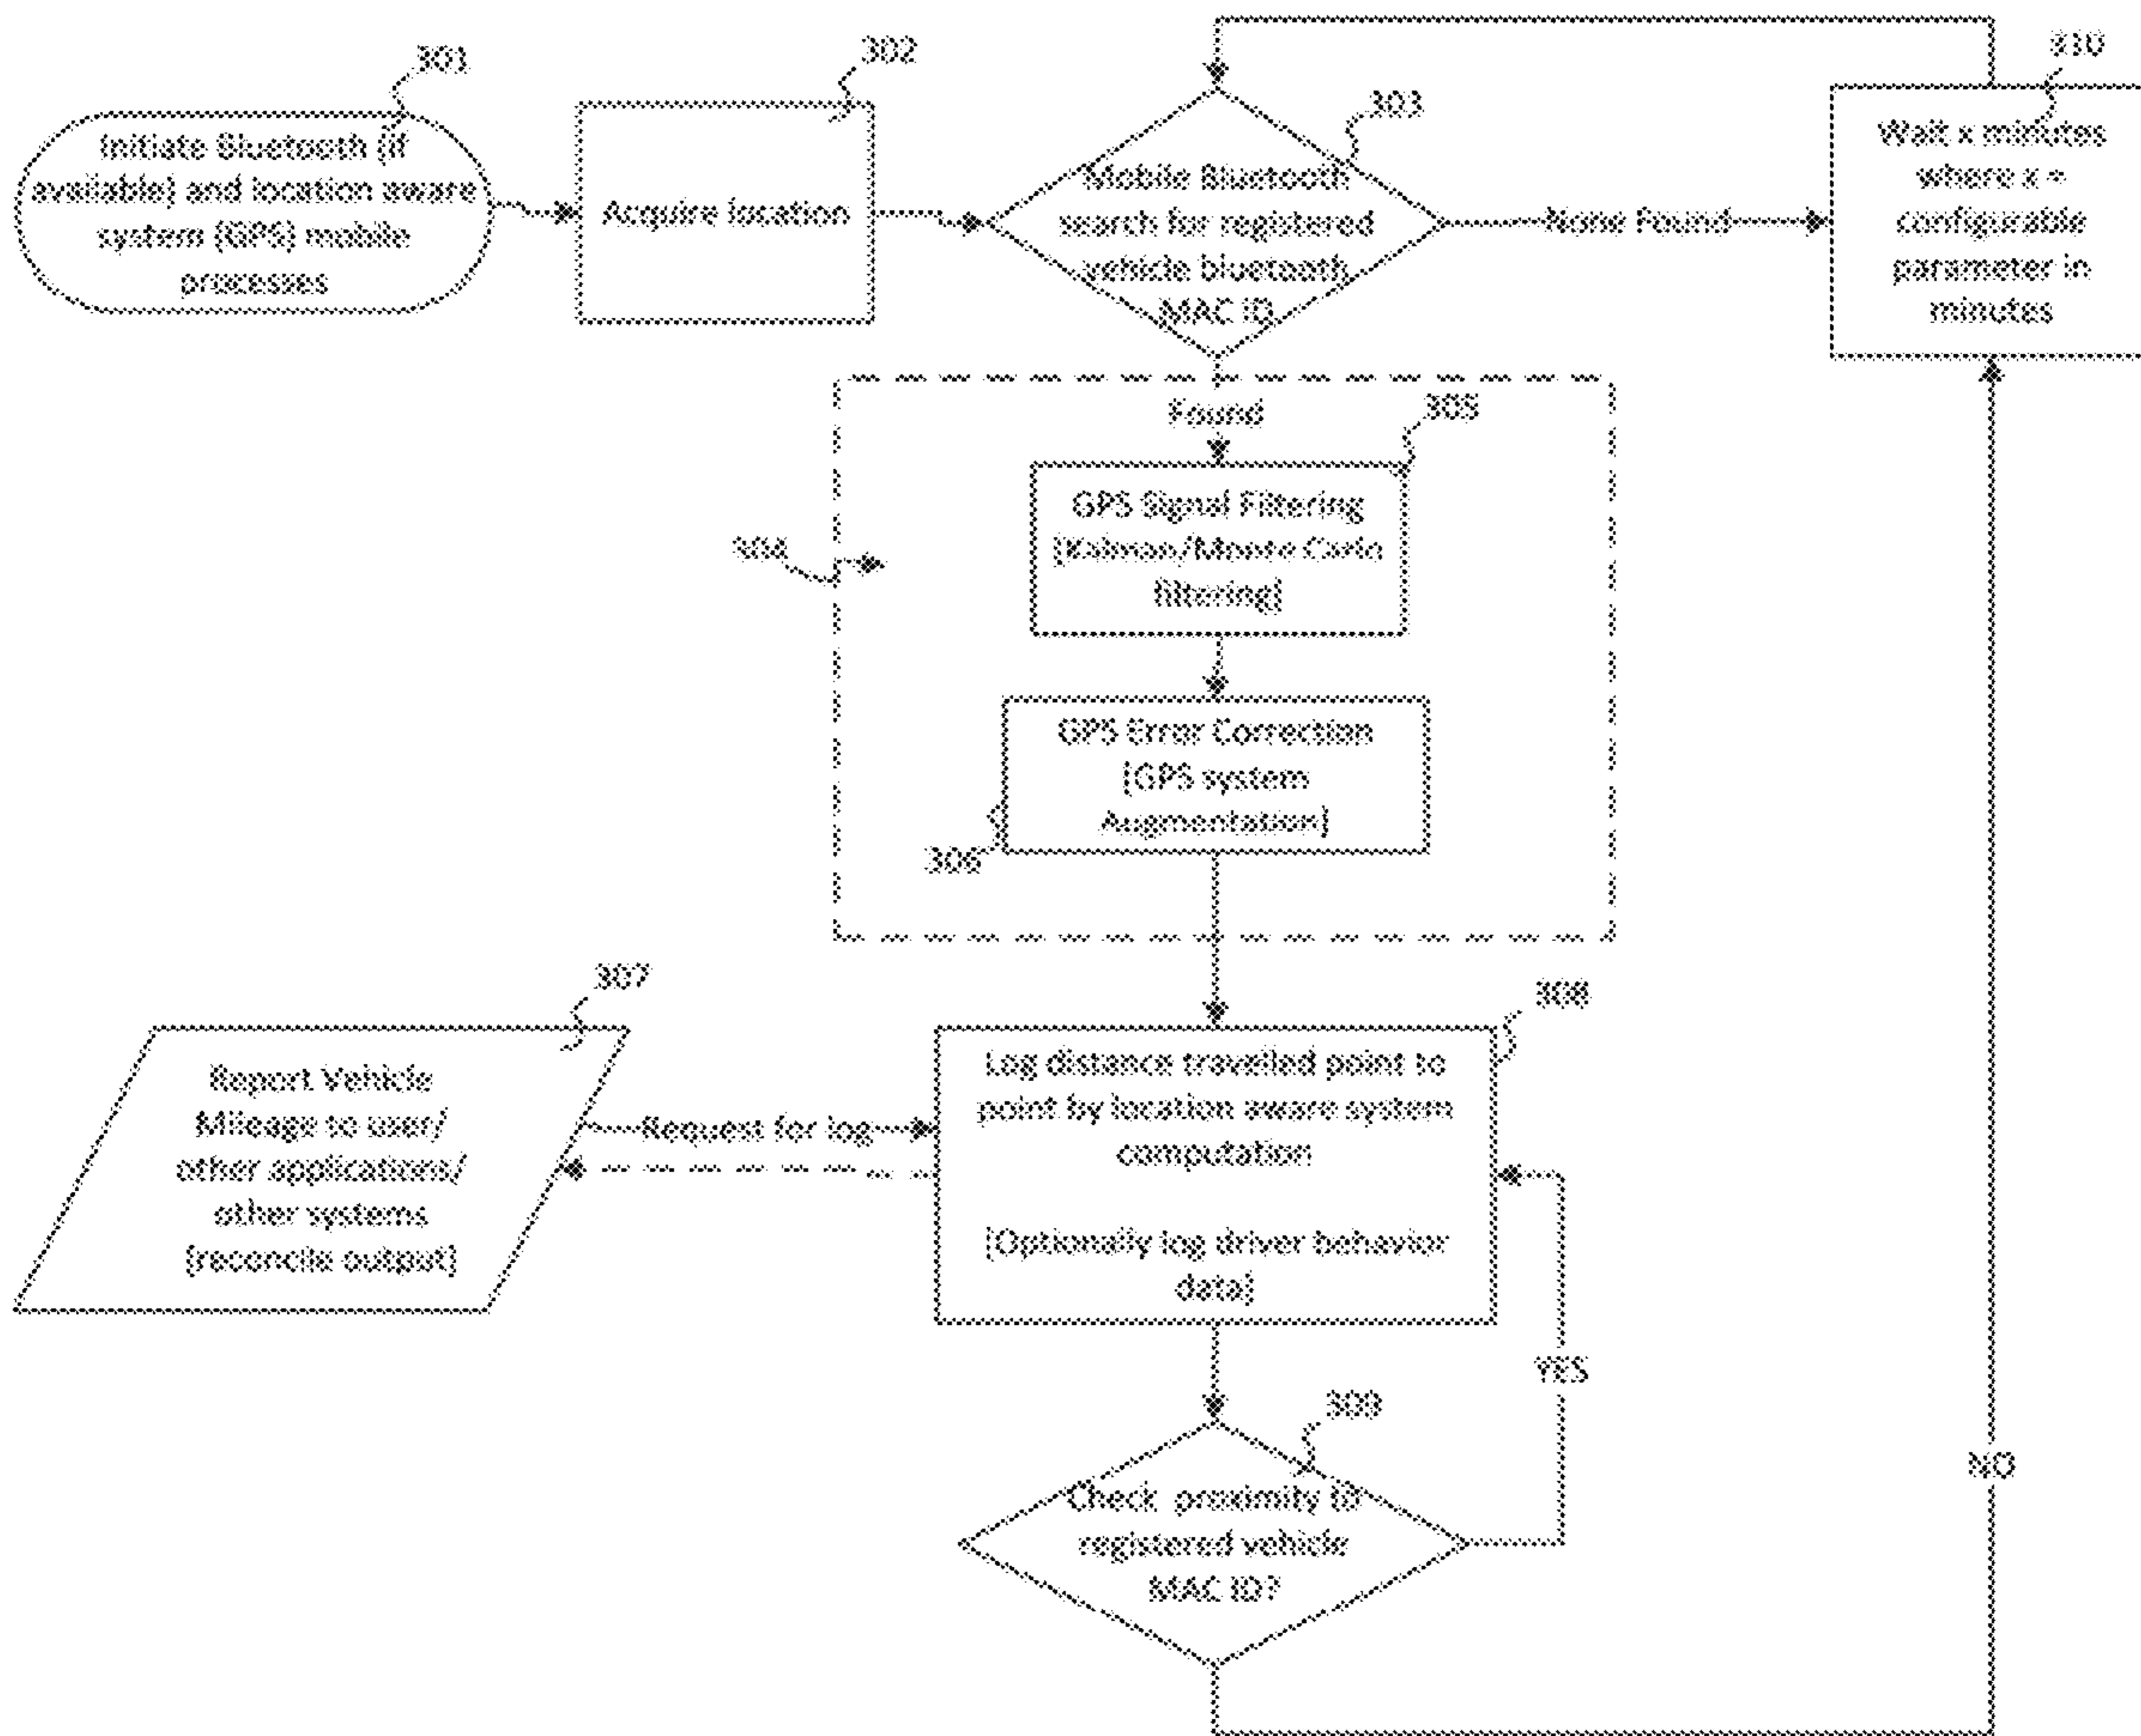 301
Initiate Bluetooth [if
available] and location aware
system (GPS) mobile
processes
302
Acquire location
303
Mobile Bluetooth
search for registered
vehicle bluetooth
MAC ID
None Found
310
Wait x minutes
where x =
configurable
parameter in
minutes
Found
305
GPS Signal Filtering
[Kalman/Monte Carlo
filtering]
304
GPS Error Correction
[GPS system
Augmentation]
306
307
Report Vehicle
Mileage to user/
other applications/
other systems
[reconcile output]
Request for log
308
Log distance travelled point to
point by location aware system
computation
[Optionally log driver behavior
data]
YES
309
Check proximity to
registered vehicle
MAC ID?
NO